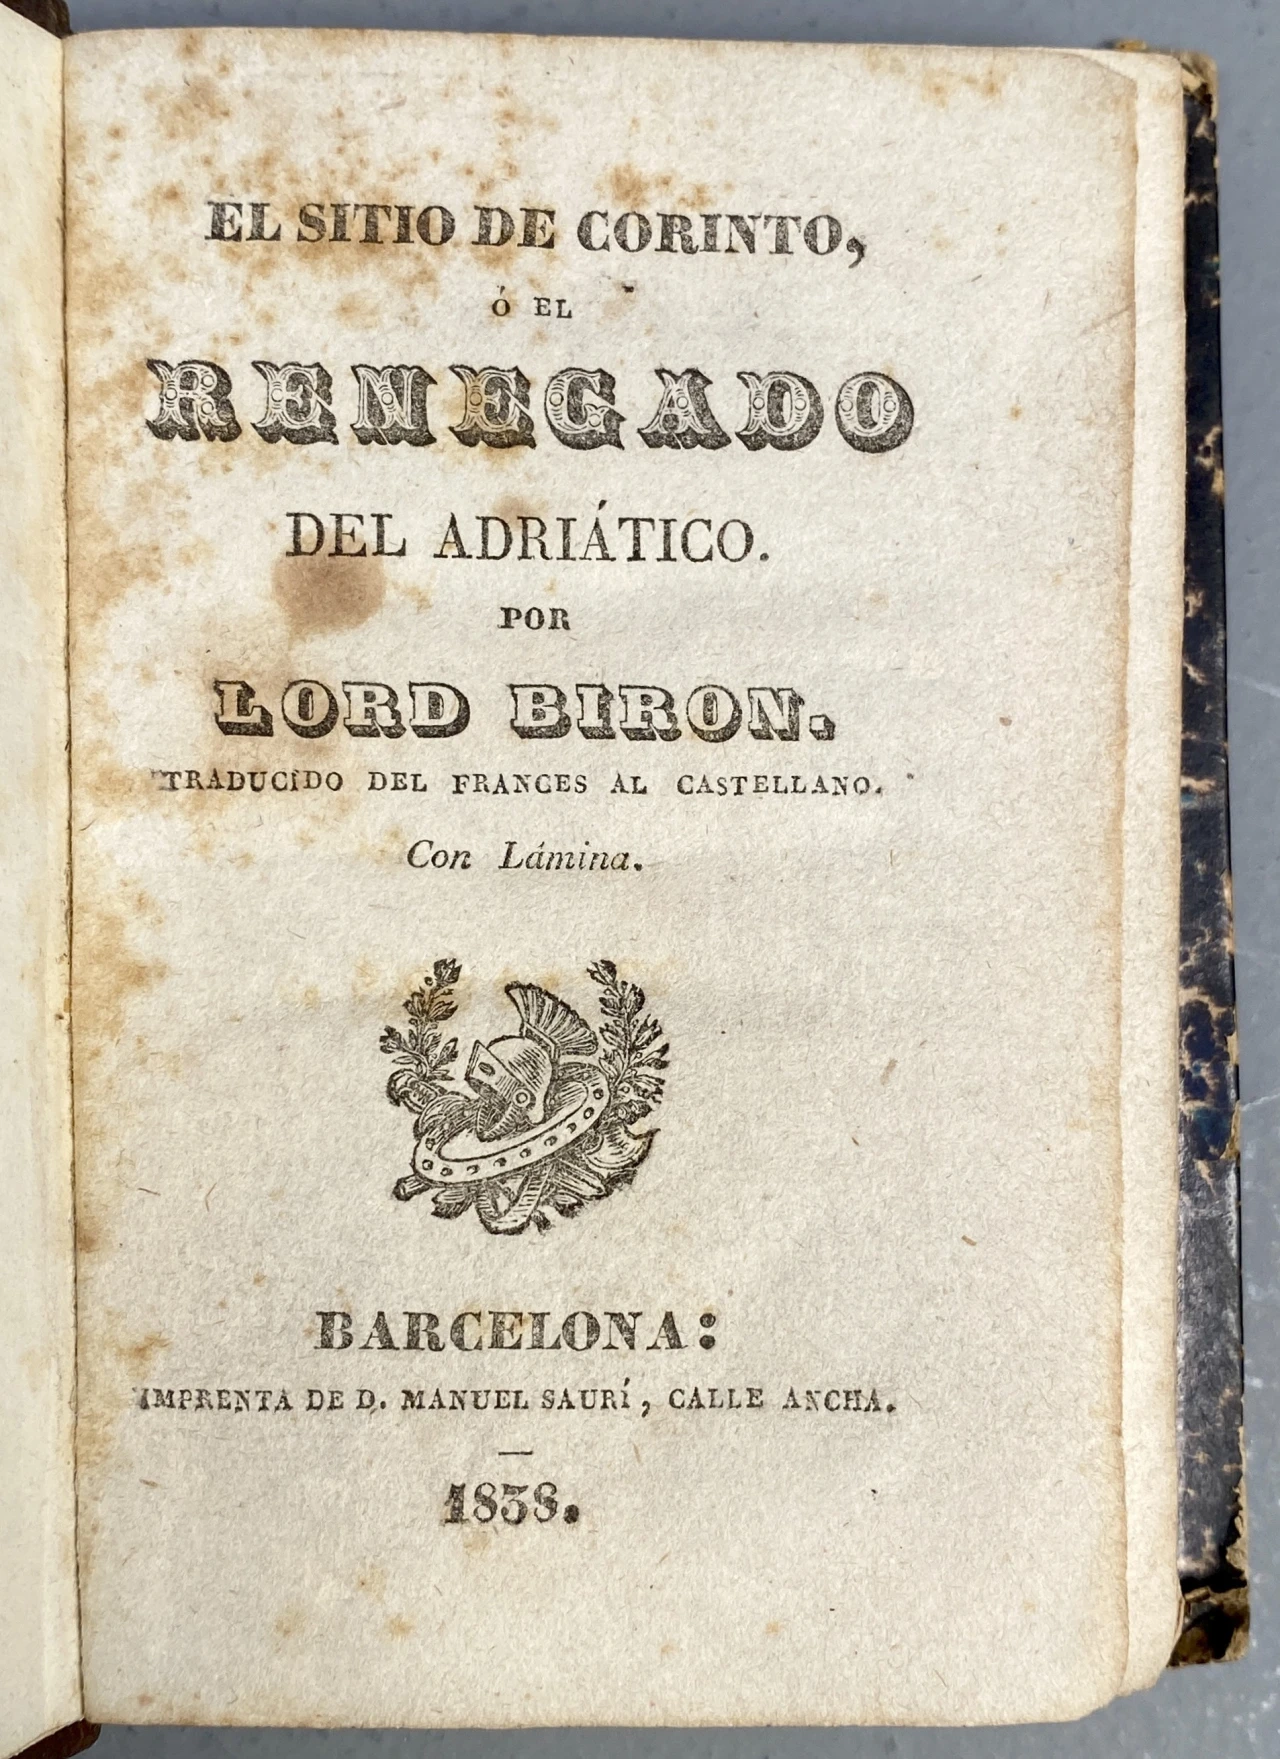 EL SITIO DE CORINTO,
Ó EL
RENEGADO
DEL ADRIÁTICO.
POR
LORD BIRON.
TRADUCIDO DEL FRANCES AL CASTELLANO.
Con Lámina.
BARCELONA:
IMPRENTA DE D. MANUEL SAURÍ, CALLE ANCHA.
1838.